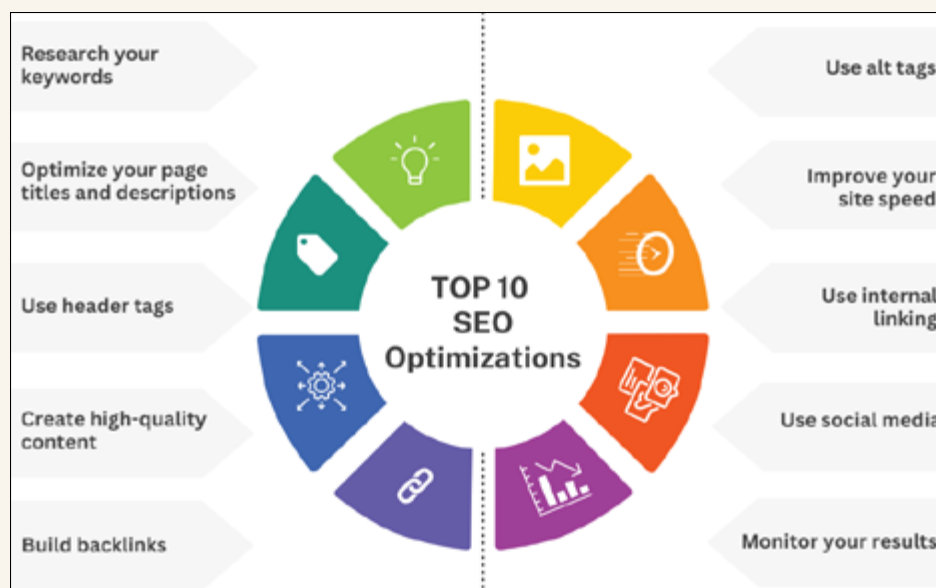 Research your
keywords
Optimize your page
titles and descriptions
Use header tags
Create high-quality
content
Build backlinks
TOP 10
SEO
Optimizations
Use alt tags
Improve your
site speed
Use internal
linking
Use social media
Monitor your results